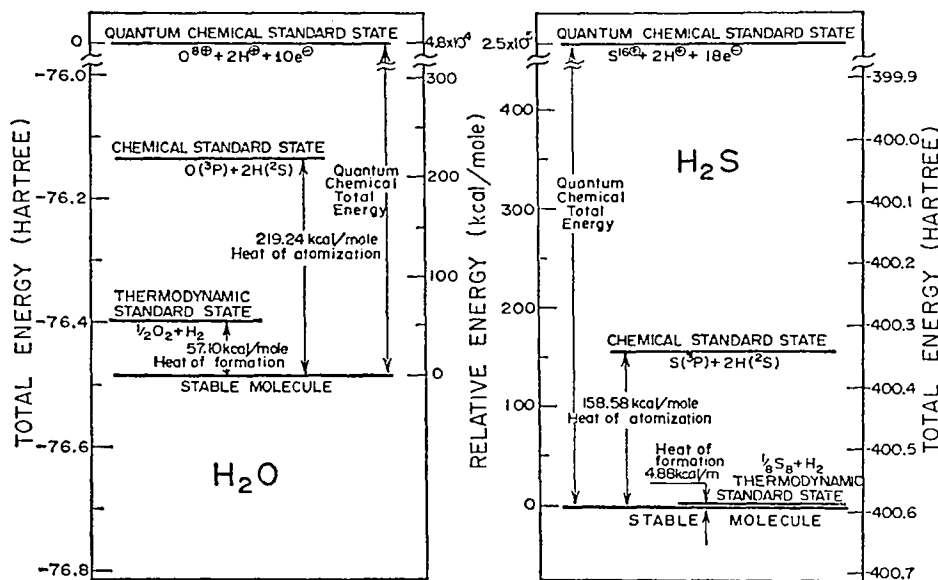 TOTAL ENERGY (HARTREE)
0
-76.0
-76.2
-76.4
-76.6
-76.8
QUANTUM CHEMICAL STANDARD STATE
O⁸⊕ + 2H⊕ + 10e⊖
CHEMICAL STANDARD STATE
O(³P) + 2H(²S)
Quantum
Chemical
Total
Energy
219.24 kcal/mole
Heat of atomization
THERMODYNAMIC
STANDARD STATE
½O₂ + H₂
57.10 kcal/mole
Heat of formation
STABLE MOLECULE
H₂O
4.8x10⁴
300
200
100
0
RELATIVE ENERGY (kcal/mole)
2.5x10⁵
400
300
200
100
0
QUANTUM CHEMICAL STANDARD STATE
S¹⁶⊕ + 2H⊕ + 18e⊖
H₂S
Quantum
Chemical
Total
Energy
CHEMICAL STANDARD STATE
S(³P) + 2H(²S)
158.58 kcal/mole
Heat of atomization
Heat of
formation
4.88kcal/m
⅛S₈ + H₂
THERMODYNAMIC
STANDARD STATE
STABLE MOLECULE
0
-399.9
-400.0
-400.1
-400.2
-400.3
-400.4
-400.5
-400.6
-400.7
TOTAL ENERGY (HARTREE)